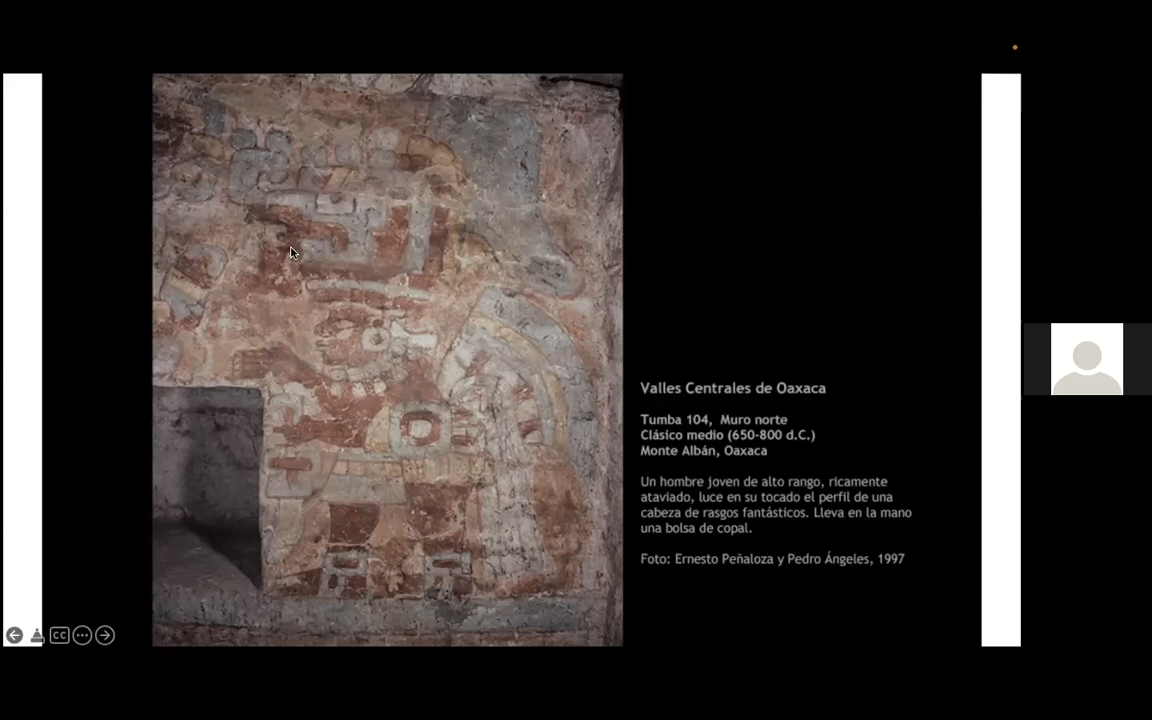 Valles Centrales de Oaxaca
Tumba 104, Muro norte
Clásico medio (650-800 d.C.)
Monte Albán, Oaxaca
Un hombre joven de alto rango, ricamente
ataviado, luce en su tocado el perfil de una
cabeza de rasgos fantásticos. Lleva en la mano
una bolsa de copal.
Foto: Ernesto Peñaloza y Pedro Ángeles, 1997
CC